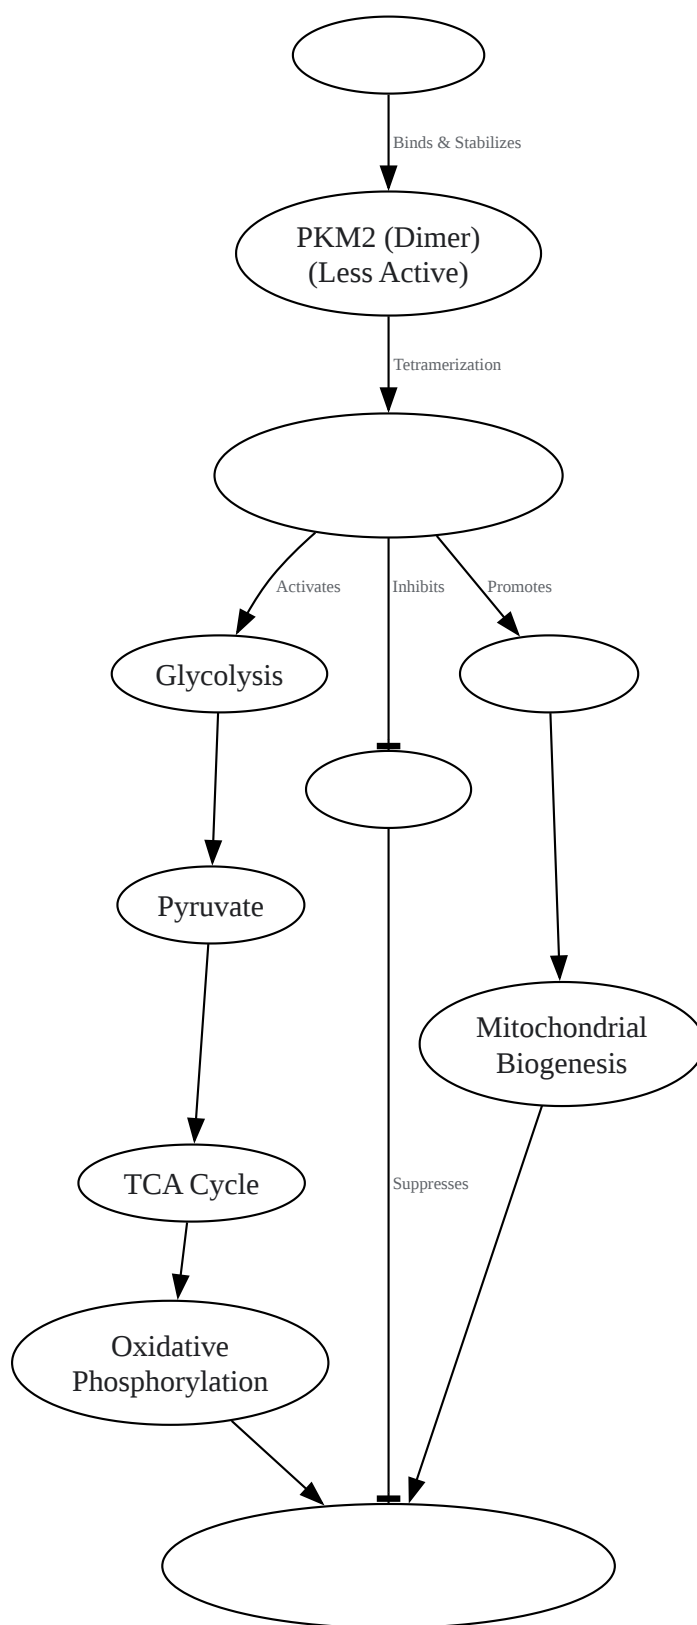 Binds & Stabilizes
PKM2 (Dimer)
(Less Active)
Tetramerization
Activates
Inhibits
Promotes
Glycolysis
Pyruvate
Mitochondrial
Biogenesis
TCA Cycle
Suppresses
Oxidative
Phosphorylation